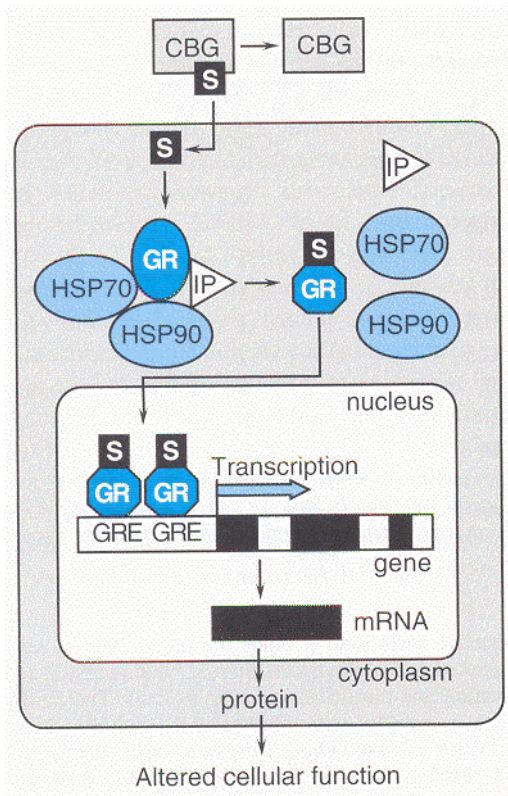 CBG
CBG
S
S
IP
GR
S
HSP70
HSP70
IP
GR
HSP90
HSP90
nucleus
S
S
Transcription
GR
GR
GRE
GRE
gene
mRNA
cytoplasm
protein
Altered cellular function